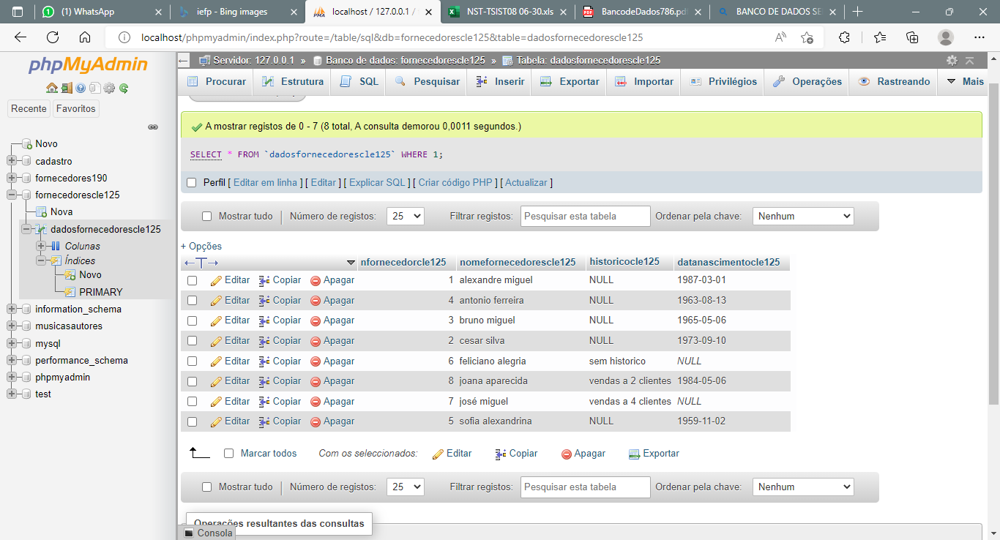 (1) WhatsApp
iefp - Bing images
localhost / 127.0.0.1 /
NST-TSIST08 06-30.xls
BancodeDados786.pdf
BANCO DE DADOS SE
localhost/phpmyadmin/index.php?route=/table/sql&db=fornecedorescle125&table=dadosfornecedorescle125
phpMyAdmin
Recente Favoritos
Novo
cadastro
fornecedores190
fornecedorescle125
Nova
dadosfornecedorescle125
Colunas
Índices
Novo
PRIMARY
information_schema
musicasautores
mysql
performance_schema
phpmyadmin
test
Servidor: 127.0.0.1 » Banco de dados: fornecedorescle125 » Tabela: dadosfornecedorescle125
Procurar Estrutura SQL Pesquisar Inserir Exportar Importar Privilégios Operações Rastreando Mais
A mostrar registos de 0 - 7 (8 total, A consulta demorou 0,0011 segundos.)
SELECT * FROM `dadosfornecedorescle125` WHERE 1;
Perfil [ Editar em linha ] [ Editar ] [ Explicar SQL ] [ Criar código PHP ] [ Actualizar ]
Mostrar tudo Número de registos: 25 Filtrar registos: Pesquisar esta tabela Ordenar pela chave: Nenhum
+ Opções
nfornecedorcle125 nomefornecedorescle125 historicocle125 datanascimentocle125
Editar Copiar Apagar 1 alexandre miguel NULL 1987-03-01
Editar Copiar Apagar 4 antonio ferreira NULL 1963-08-13
Editar Copiar Apagar 3 bruno miguel NULL 1965-05-06
Editar Copiar Apagar 2 cesar silva NULL 1973-09-10
Editar Copiar Apagar 6 feliciano alegria sem historico NULL
Editar Copiar Apagar 8 joana aparecida vendas a 2 clientes 1984-05-06
Editar Copiar Apagar 7 josé miguel vendas a 4 clientes NULL
Editar Copiar Apagar 5 sofia alexandrina NULL 1959-11-02
Marcar todos Com os seleccionados: Editar Copiar Apagar Exportar
Mostrar tudo Número de registos: 25 Filtrar registos: Pesquisar esta tabela Ordenar pela chave: Nenhum
Operações resultantes das consultas
Consola